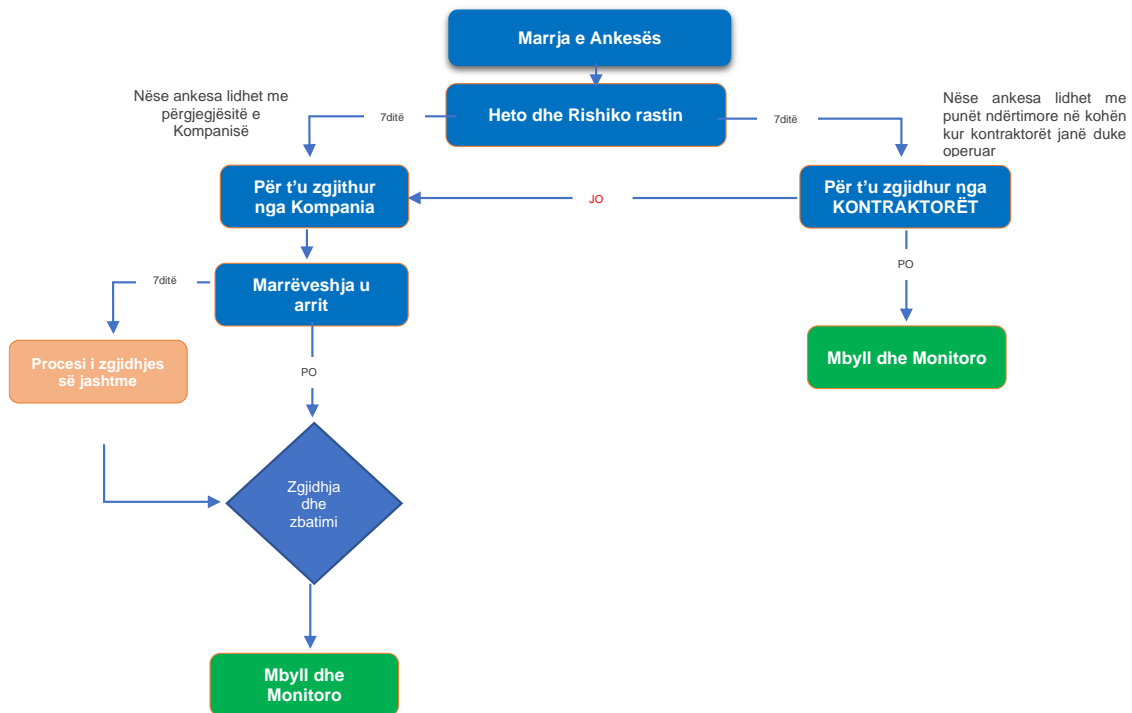 Marrja e Ankesës
Nëse ankesa lidhet me
përgjegjësitë e
Kompanisë
7ditë
Heto dhe Rishiko rastin
7ditë
Nëse ankesa lidhet me
punët ndërtimore në kohën
kur kontraktorët janë duke
operuar
Për t’u zgjithur
nga Kompania
JO
Për t’u zgjidhur nga
KONTRAKTORËT
PO
7ditë
Marrëveshja u
arrit
Procesi i zgjidhjes
së jashtme
PO
Mbyll dhe Monitoro
Zgjidhja
dhe
zbatimi
Mbyll dhe
Monitoro